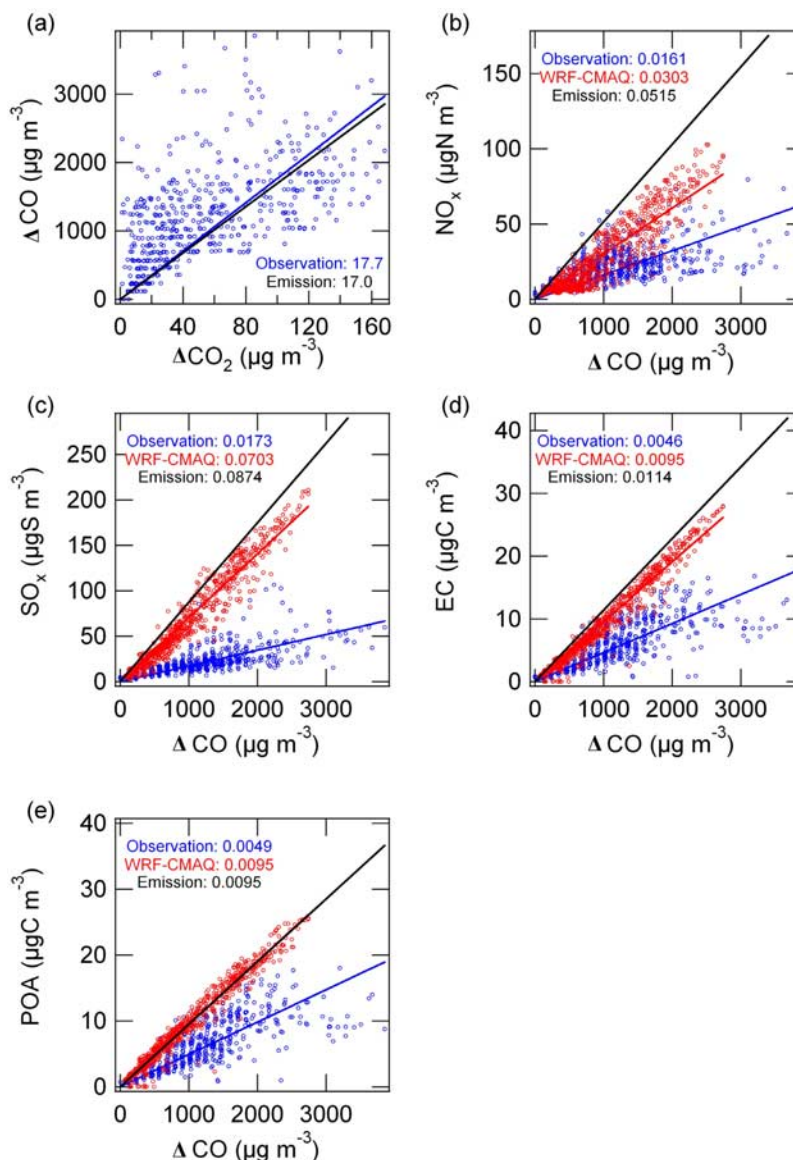 (a)
3000
2000
1000
0
Δ CO (µg m-3)
Observation: 17.7
Emission: 17.0
0 40 80 120 160
ΔCO2 (µg m-3)
(b)
150
100
50
0
NOx (µgN m-3)
Observation: 0.0161
WRF-CMAQ: 0.0303
Emission: 0.0515
0 1000 2000 3000
Δ CO (µg m-3)
(c)
250
200
150
100
50
0
SOx (µgS m-3)
Observation: 0.0173
WRF-CMAQ: 0.0703
Emission: 0.0874
0 1000 2000 3000
Δ CO (µg m-3)
(d)
40
30
20
10
0
EC (µgC m-3)
Observation: 0.0046
WRF-CMAQ: 0.0095
Emission: 0.0114
0 1000 2000 3000
Δ CO (µg m-3)
(e)
40
30
20
10
0
POA (µgC m-3)
Observation: 0.0049
WRF-CMAQ: 0.0095
Emission: 0.0095
0 1000 2000 3000
Δ CO (µg m-3)